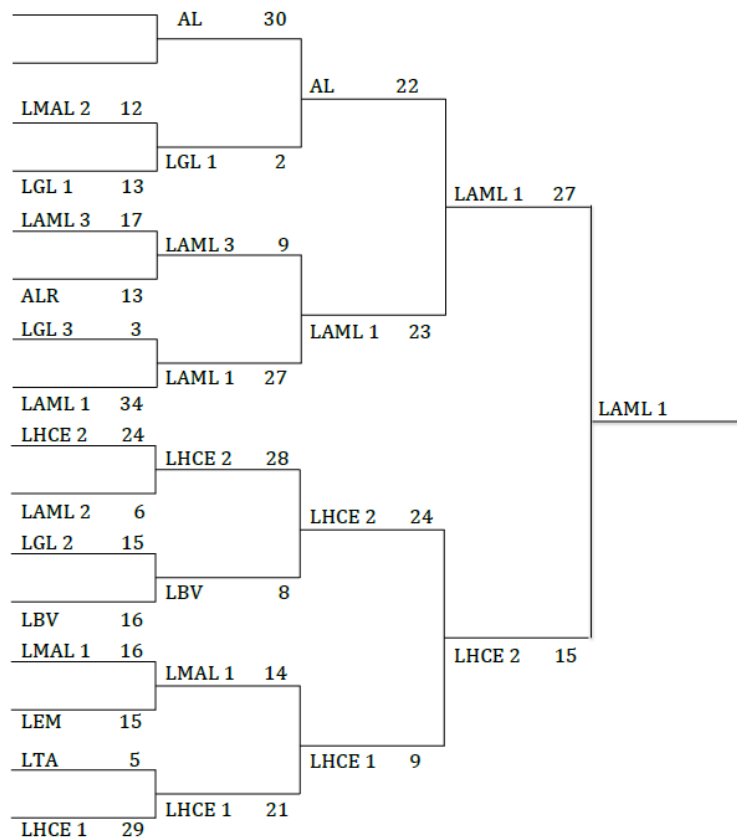 AL 30
AL 22
LMAL 2 12
LGL 1 2
LGL 1 13
LAML 1 27
LAML 3 17
LAML 3 9
ALR 13
LGL 3 3
LAML 1 23
LAML 1 27
LAML 1 34
LAML 1
LHCE 2 24
LHCE 2 28
LAML 2 6
LHCE 2 24
LGL 2 15
LBV 8
LBV 16
LMAL 1 16
LHCE 2 15
LMAL 1 14
LEM 15
LTA 5
LHCE 1 9
LHCE 1 21
LHCE 1 29